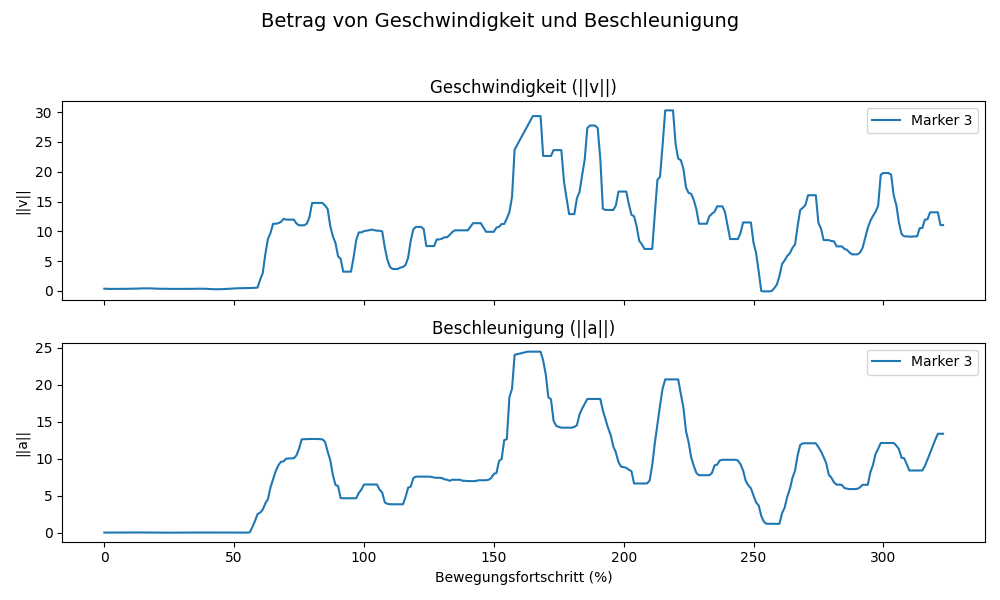 Betrag von Geschwindigkeit und Beschleunigung
Geschwindigkeit (||v||)
30
25
20
15
10
5
0
||v||
Marker 3
Beschleunigung (||a||)
25
20
15
10
5
0
||a||
Marker 3
0 50 100 150 200 250 300
Bewegungsfortschritt (%)